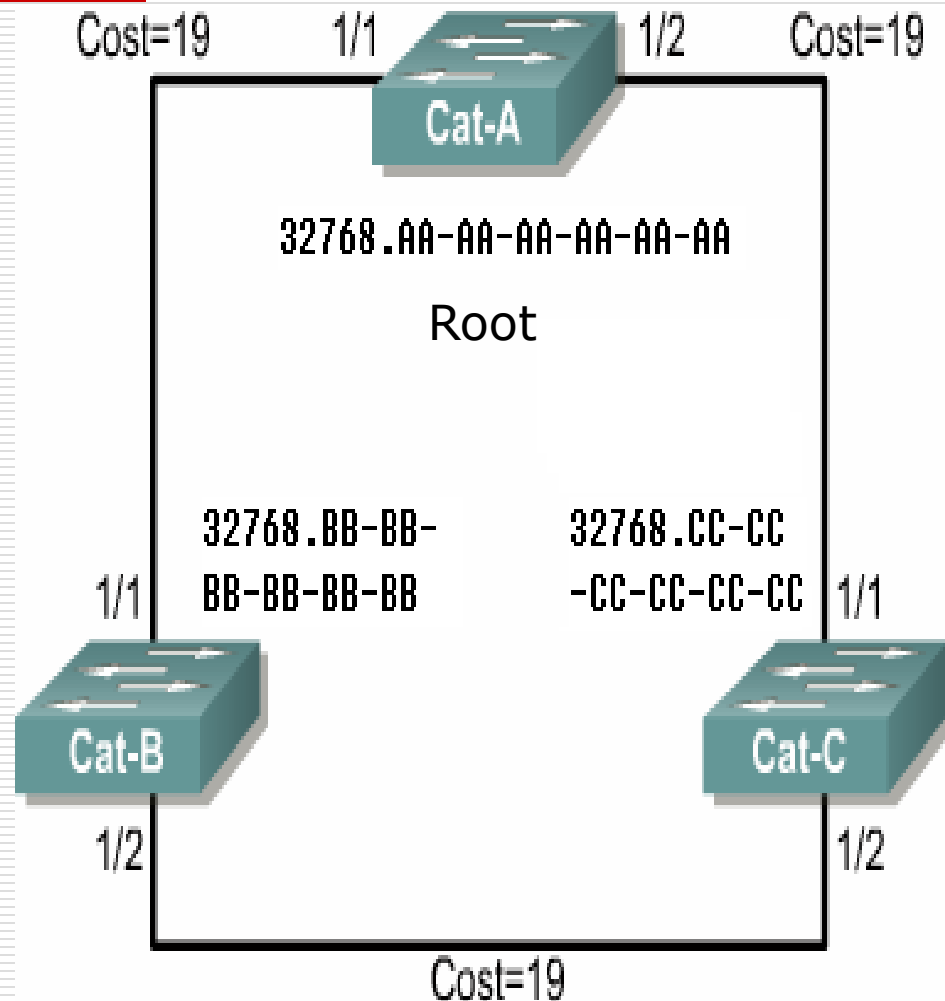 Cost=19 1/1 1/2 Cost=19
Cat-A
32768.AA-AA-AA-AA-AA-AA
Root
32768.BB-BB-
BB-BB-BB-BB
32768.CC-CC
-CC-CC-CC-CC
1/1
1/1
Cat-B
Cat-C
1/2
1/2
Cost=19